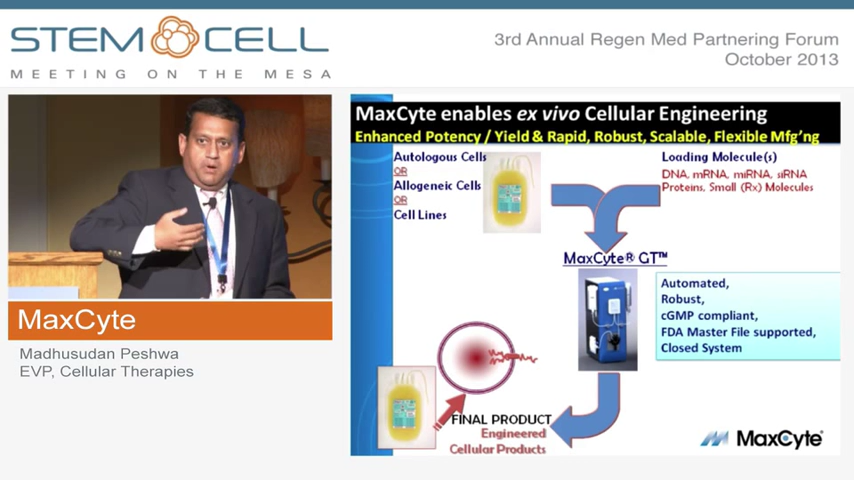 STEM CELL
MEETING ON THE MESA
3rd Annual Regen Med Partnering Forum
October 2013
MaxCyte enables ex vivo Cellular Engineering
Enhanced Potency / Yield & Rapid, Robust, Scalable, Flexible Mfg'ng
Autologous Cells
OR
Allogeneic Cells
OR
Cell Lines
Loading Molecule(s)
DNA, mRNA, miRNA, siRNA
Proteins, Small (Rx) Molecules
MaxCyte® GT™
Automated,
Robust,
cGMP compliant,
FDA Master File supported,
Closed System
FINAL PRODUCT
Engineered
Cellular Products
MaxCyte®
MaxCyte
Madhusudan Peshwa
EVP, Cellular Therapies